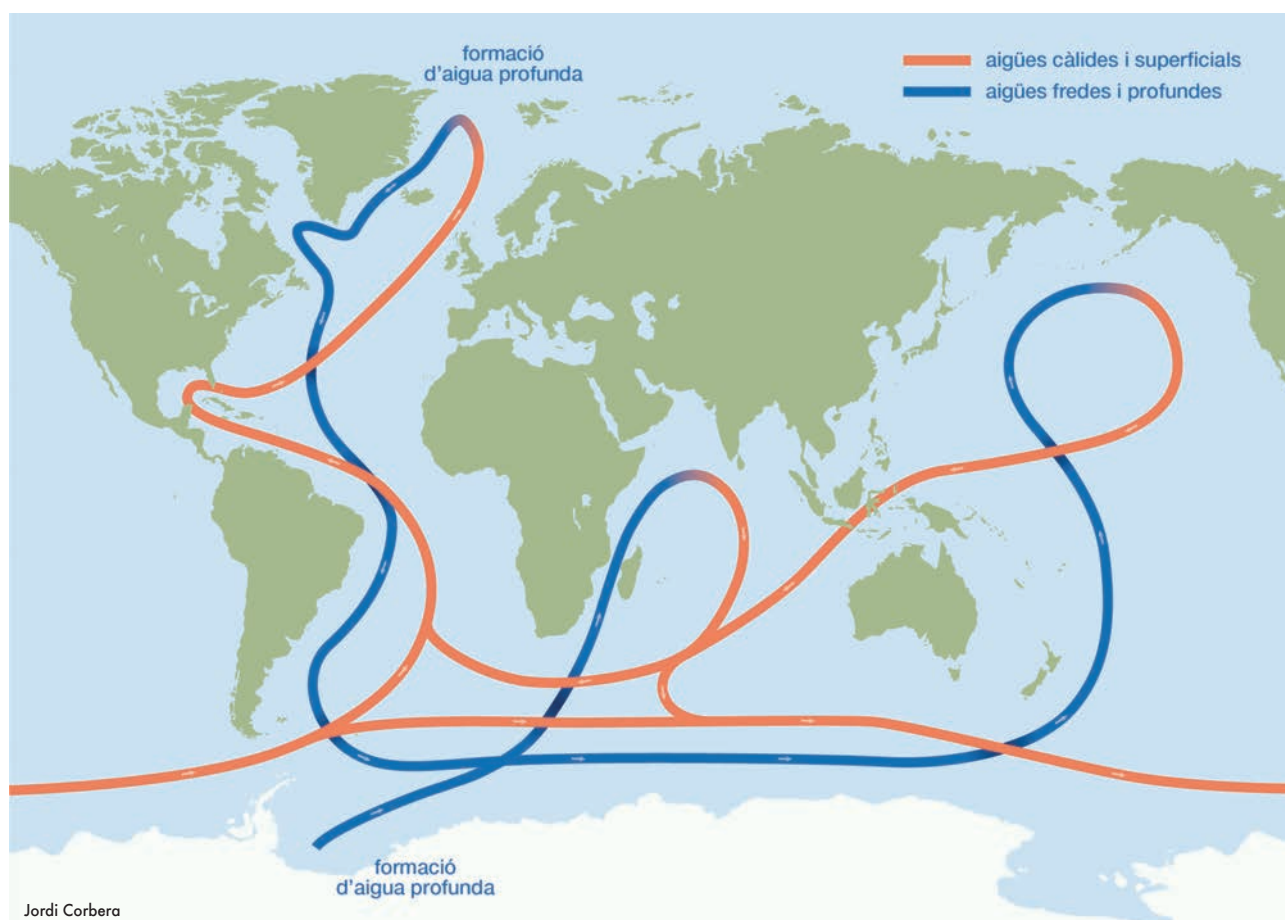 formació
d'aigua profunda
aigües càlides i superficials
aigües fredes i profundes
formació
d'aigua profunda
Jordi Corbera